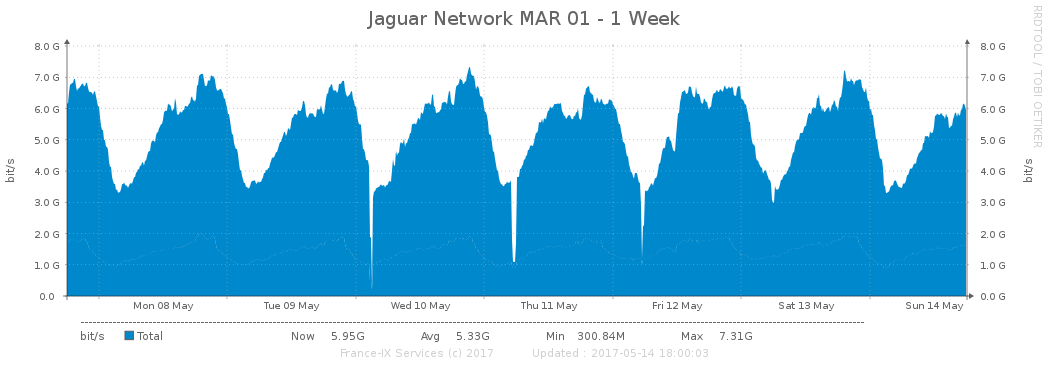 Jaguar Network MAR 01 - 1 Week
RRDTOOL / TOBI OETIKER
8.0 G 8.0 G
7.0 G 7.0 G
6.0 G 6.0 G
5.0 G 5.0 G
4.0 G 4.0 G
3.0 G 3.0 G
2.0 G 2.0 G
1.0 G 1.0 G
0.0 0.0 G
bit/s
bit/s
Mon 08 May Tue 09 May Wed 10 May Thu 11 May Fri 12 May Sat 13 May Sun 14 May
bit/s Total Now 5.95G Avg 5.33G Min 300.84M Max 7.31G
France-IX Services (c) 2017 Updated : 2017-05-14 18:00:03